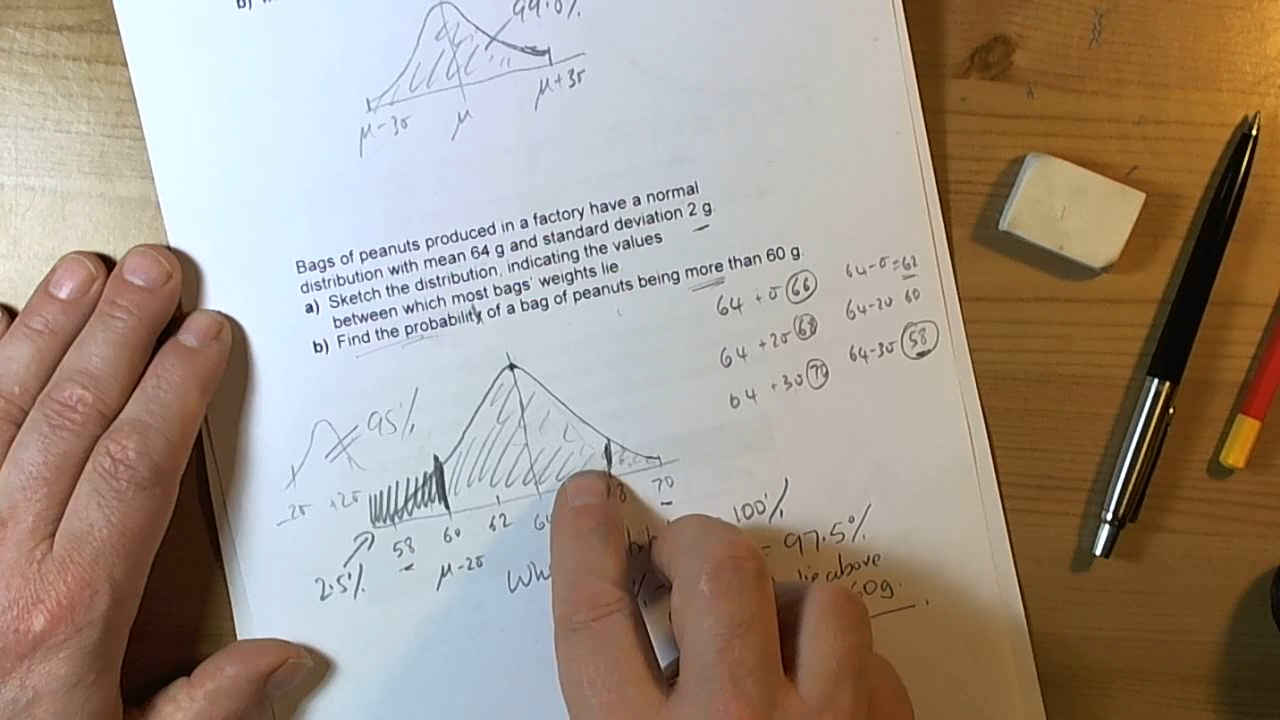 b)
99.8%
μ-3σ μ μ+3σ
Bags of peanuts produced in a factory have a normal
distribution with mean 64 g and standard deviation 2 g.
a) Sketch the distribution, indicating the values
between which most bags' weights lie.
b) Find the probability of a bag of peanuts being more than 60 g.
64 + σ 66
64 + 2σ 68
64 + 3σ 70
64 - σ = 62
64 - 2σ 60
64 - 3σ 58
95%
-2σ +2σ
58 60 62 64 70
2.5%
μ-2σ
100%
= 97.5%
lie above
60g.